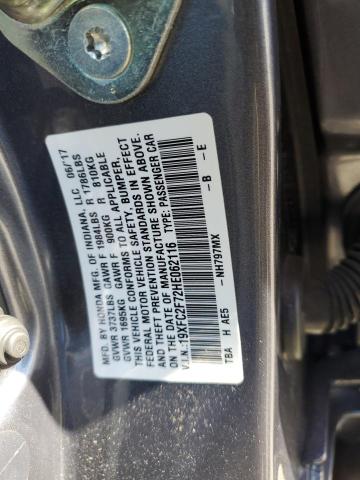 MFD. BY HONDA MFG. OF INDIANA, LLC 06/17
GVWR 3737LBS GAWR F 1984LBS R 1786LBS
GVWR 1695KG GAWR F 900KG R 810KG
THIS VEHICLE CONFORMS TO ALL APPLICABLE
FEDERAL MOTOR VEHICLE SAFETY, BUMPER,
AND THEFT PREVENTION STANDARDS IN EFFECT
ON THE DATE OF MANUFACTURE SHOWN ABOVE.
V.I.N.:19XFC2F72HE062116 TYPE: PASSENGER CAR
NH797MX - B - E
TBA H AE5